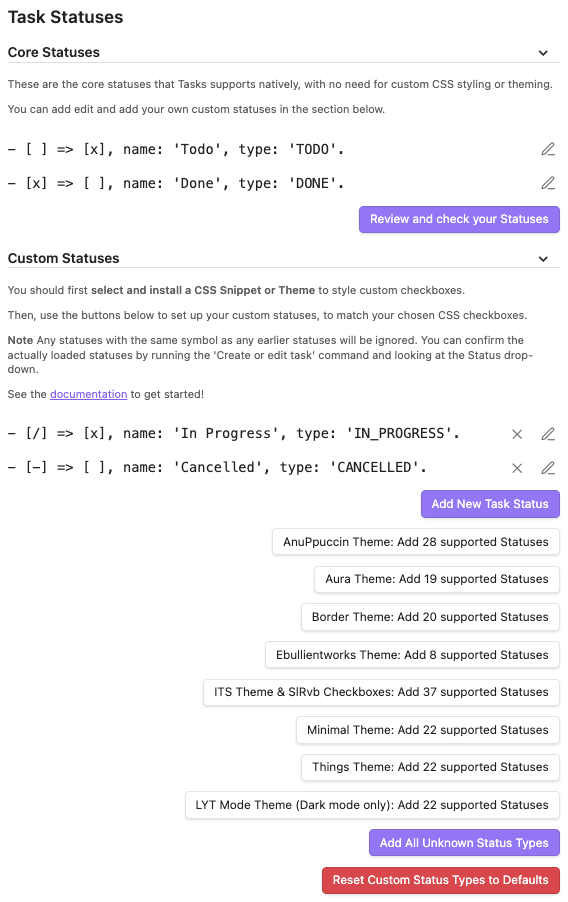 Task Statuses
Core Statuses
These are the core statuses that Tasks supports natively, with no need for custom CSS styling or theming.
You can add edit and add your own custom statuses in the section below.
- [ ] => [x], name: 'Todo', type: 'TODO'.
- [x] => [ ], name: 'Done', type: 'DONE'.
Review and check your Statuses
Custom Statuses
You should first select and install a CSS Snippet or Theme to style custom checkboxes.
Then, use the buttons below to set up your custom statuses, to match your chosen CSS checkboxes.
Note Any statuses with the same symbol as any earlier statuses will be ignored. You can confirm the
actually loaded statuses by running the 'Create or edit task' command and looking at the Status drop-
down.
See the documentation to get started!
- [/] => [x], name: 'In Progress', type: 'IN_PROGRESS'.
- [-] => [ ], name: 'Cancelled', type: 'CANCELLED'.
Add New Task Status
AnuPpuccin Theme: Add 28 supported Statuses
Aura Theme: Add 19 supported Statuses
Border Theme: Add 20 supported Statuses
Ebullientworks Theme: Add 8 supported Statuses
ITS Theme & SlRvb Checkboxes: Add 37 supported Statuses
Minimal Theme: Add 22 supported Statuses
Things Theme: Add 22 supported Statuses
LYT Mode Theme (Dark mode only): Add 22 supported Statuses
Add All Unknown Status Types
Reset Custom Status Types to Defaults